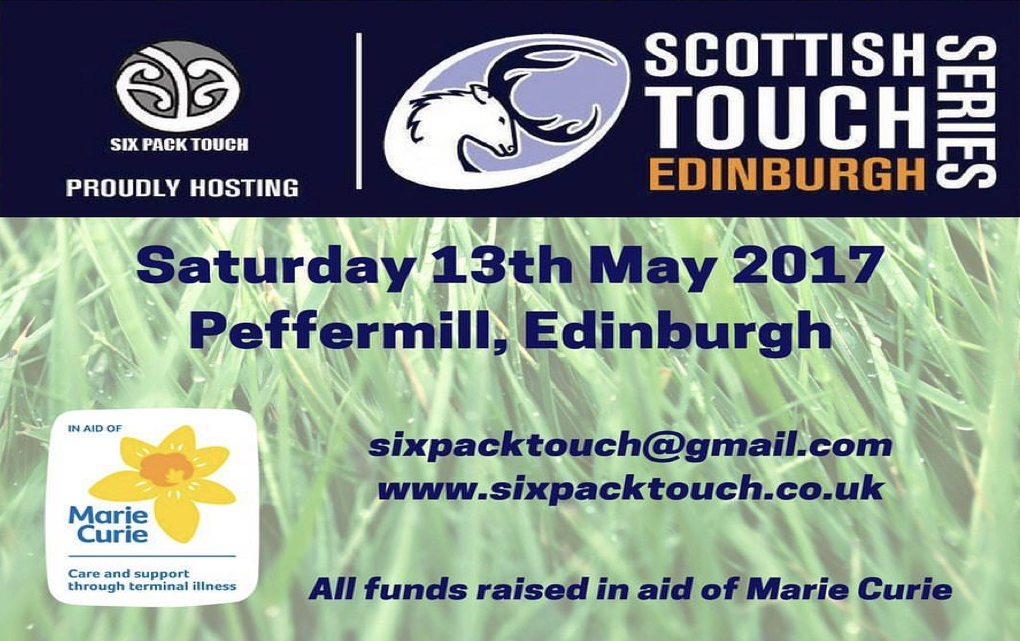 SIX PACK TOUCH
PROUDLY HOSTING
SCOTTISH
TOUCH
EDINBURGH
SERIES
Saturday 13th May 2017
Peffermill, Edinburgh
IN AID OF
Marie
Curie
Care and support
through terminal illness
sixpacktouch@gmail.com
www.sixpacktouch.co.uk
All funds raised in aid of Marie Curie